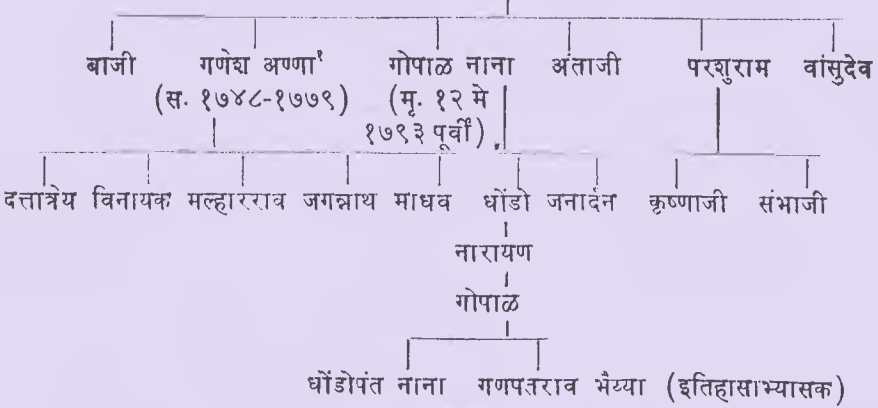 बाजी गणेश अण्णा' गोपाळ नाना अंताजी परशुराम वांसुदेव
(स. १७४८-१७७९) (मृ. १२ मे
१७९३ पूर्वी)
दत्तात्रेय विनायक मल्हारराव जगन्नाथ माधव धोंडो जनार्दन कृष्णाजी संभाजी
नारायण
गोपाळ
धोंडोपंत नाना गणपतराव भैय्या (इतिहासाभ्यासक)